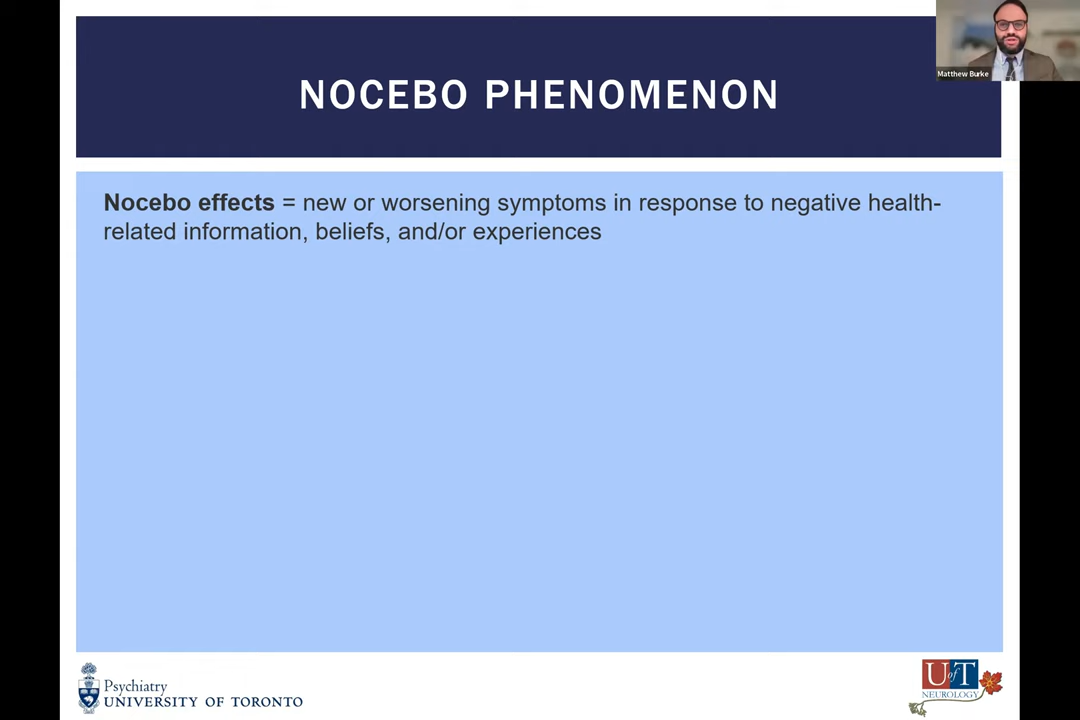 Matthew Burke
NOCEBO PHENOMENON
Nocebo effects = new or worsening symptoms in response to negative health-
related information, beliefs, and/or experiences
Psychiatry
UNIVERSITY OF TORONTO
UofT
NEUROLOGY